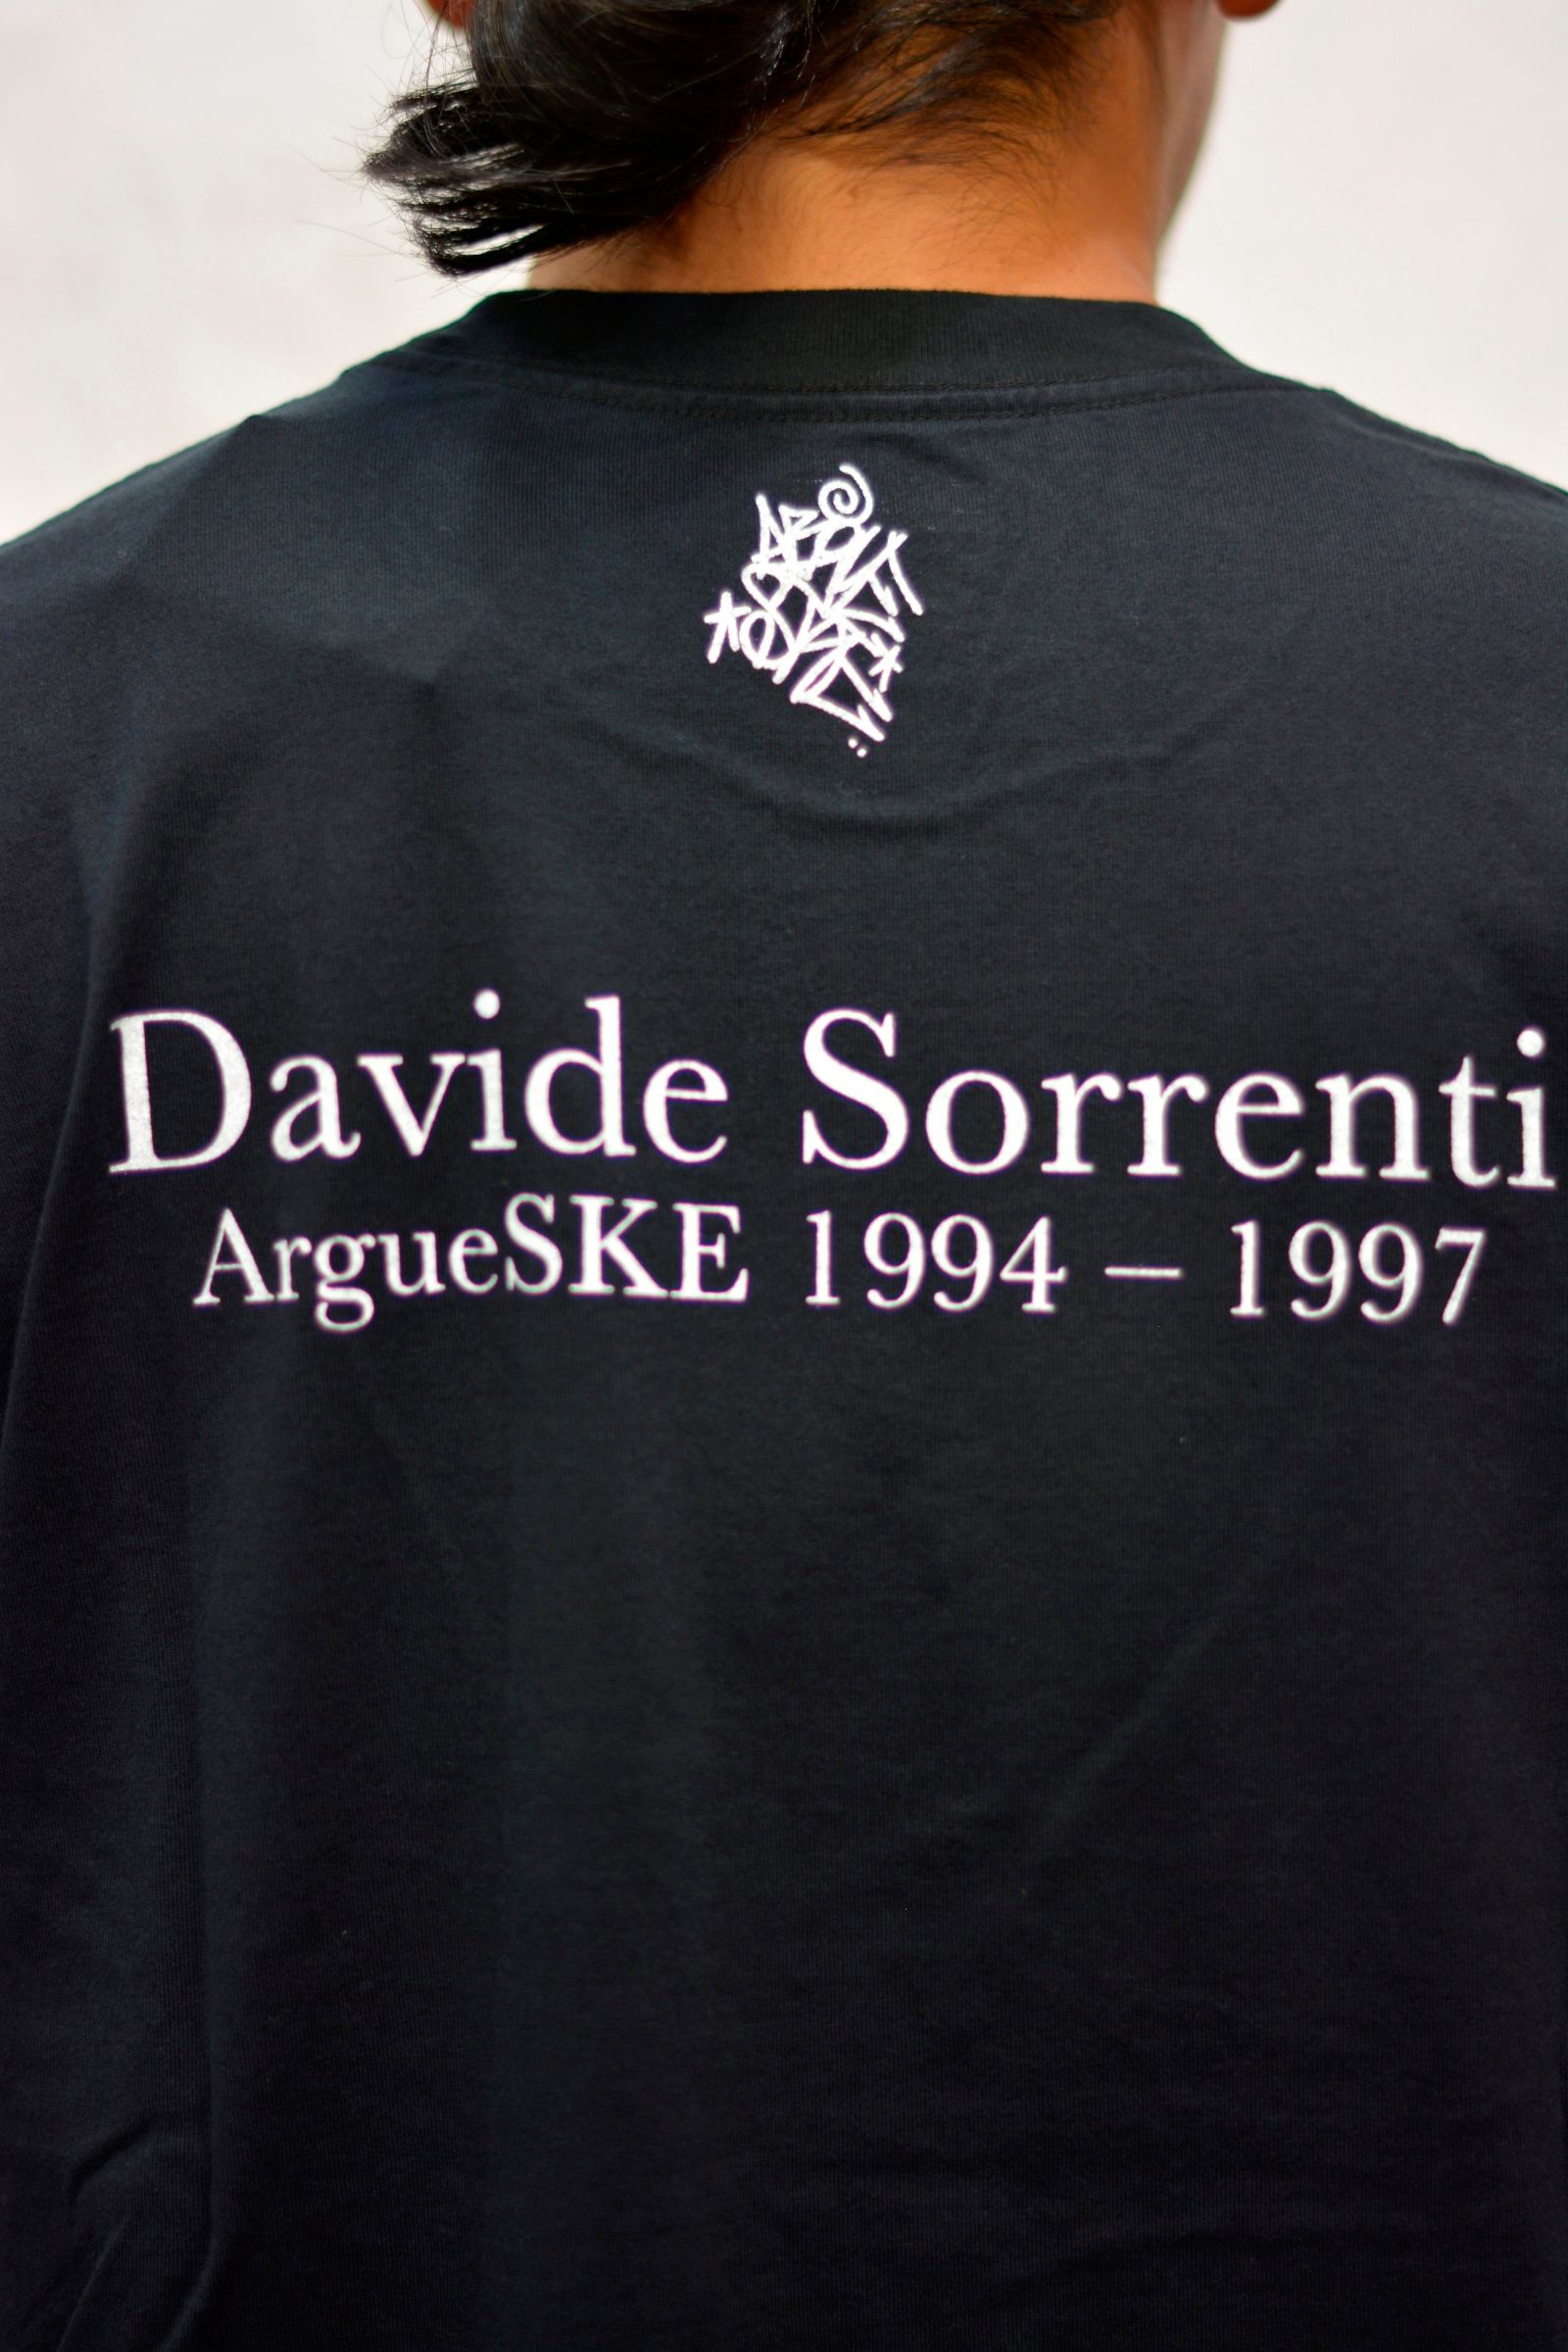 Davide Sorrenti
ArgueSKE 1994 – 1997